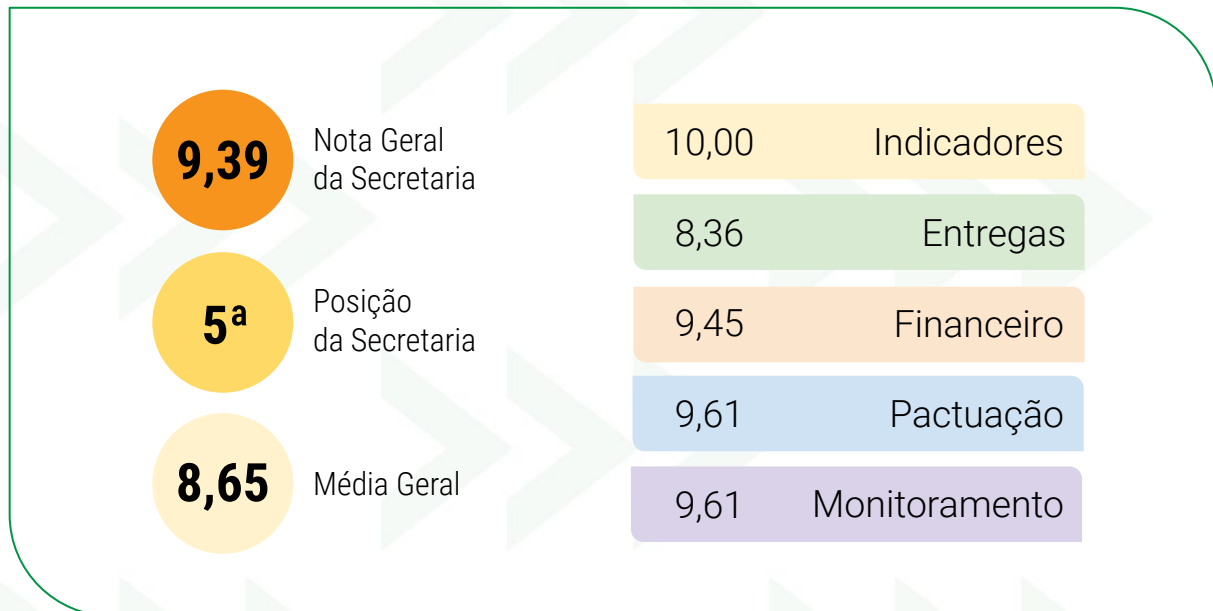 9,39
Nota Geral
da Secretaria
5ª
Posição
da Secretaria
8,65
Média Geral
10,00 Indicadores
8,36 Entregas
9,45 Financeiro
9,61 Pactuação
9,61 Monitoramento